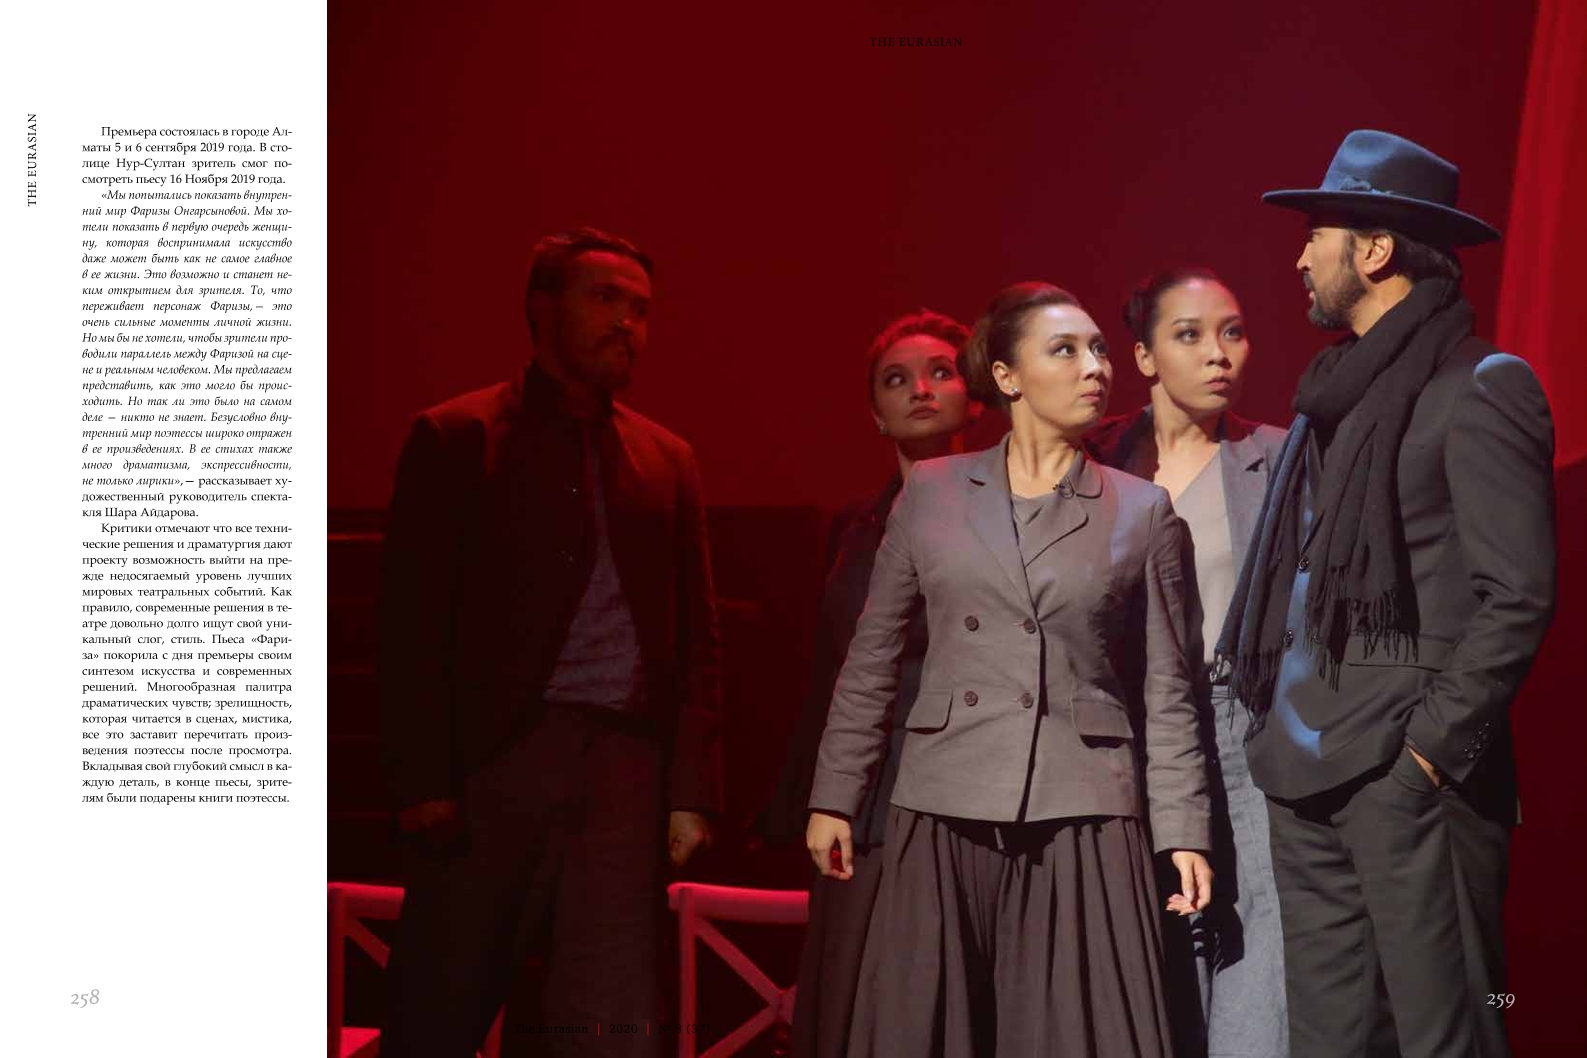 THE EURASIAN
THE EURASIAN
Премьера состоялась в городе Ал-
маты 5 и 6 сентября 2019 года. В сто-
лице Нур-Султан зритель смог по-
смотреть пьесу 16 Ноября 2019 года.
«Мы попытались показать внутрен-
ний мир Фаризы Онгарсыновой. Мы хо-
тели показать в первую очередь женщи-
ну, которая воспринимала искусство
даже может быть как не самое главное
в ее жизни. Это возможно и станет не-
ким открытием для зрителя. То, что
переживает персонаж Фаризы,— это
очень сильные моменты личной жизни.
Но мы бы не хотели, чтобы зрители про-
водили параллель между Фаризой на сце-
не и реальным человеком. Мы предлагаем
представить, как это могло бы проис-
ходить. Но так ли это было на самом
деле — никто не знает. Безусловно вну-
тренний мир поэтессы широко отражен
в ее произведениях. В ее стихах также
много драматизма, экспрессивности,
не только лирики»,— рассказывает ху-
дожественный руководитель спекта-
кля Шара Айдарова.
Критики отмечают что все техни-
ческие решения и драматургия дают
проекту возможность выйти на пре-
жде недосягаемый уровень лучших
мировых театральных событий. Как
правило, современные решения в те-
атре довольно долго ищут свой уни-
кальный слог, стиль. Пьеса «Фари-
за» покорила с дня премьеры своим
синтезом искусства и современных
решений. Многообразная палитра
драматических чувств; зрелищность,
которая читается в сценах, мистика,
все это заставит перечитать произ-
ведения поэтессы после просмотра.
Вкладывая свой глубокий смысл в ка-
ждую деталь, в конце пьесы, зрите-
лям были подарены книги поэтессы.
258
259
The Eurasian | 2020 |